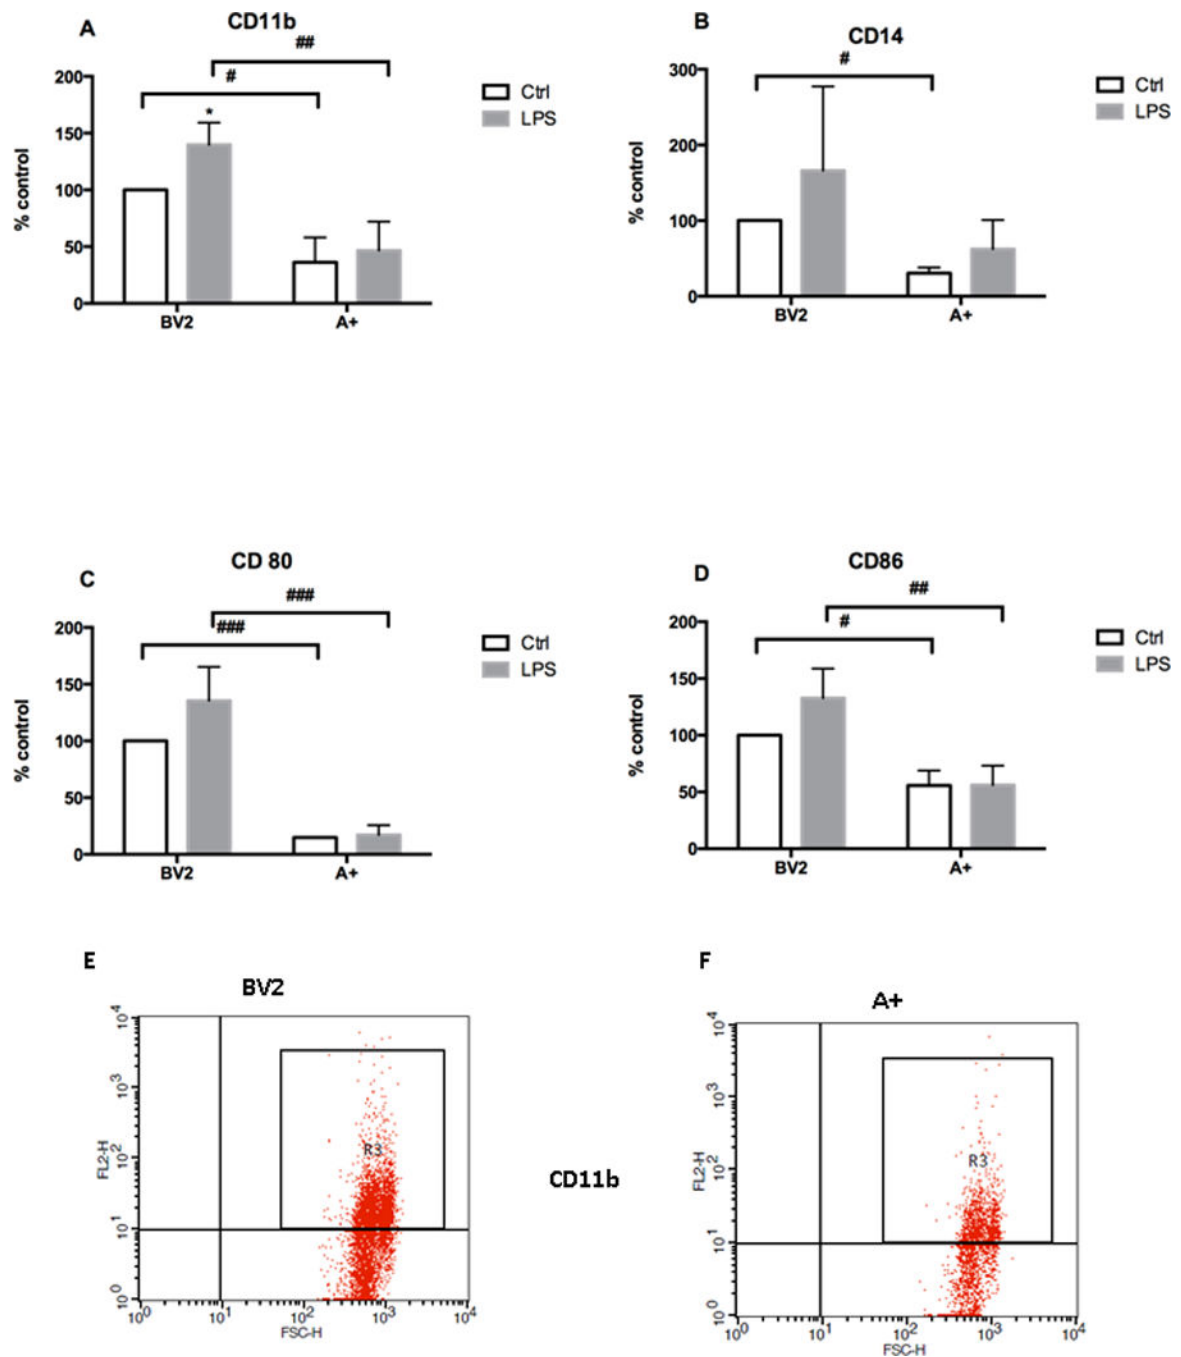 A
CD11b
##
#
*
200
150
100
50
0
% control
BV2
A+
Ctrl
LPS
B
CD14
#
300
200
100
0
% control
BV2
A+
Ctrl
LPS
C
CD 80
###
###
200
150
100
50
0
% control
BV2
A+
Ctrl
LPS
D
CD86
##
#
200
150
100
50
0
% control
BV2
A+
Ctrl
LPS
E
BV2
10^4
10^3
10^2
10^1
10^0
FL2-H
R3
10^0 10^1 10^2 10^3 10^4
FSC-H
CD11b
F
A+
10^4
10^3
10^2
10^1
10^0
FL2-H
R3
10^0 10^1 10^2 10^3 10^4
FSC-H